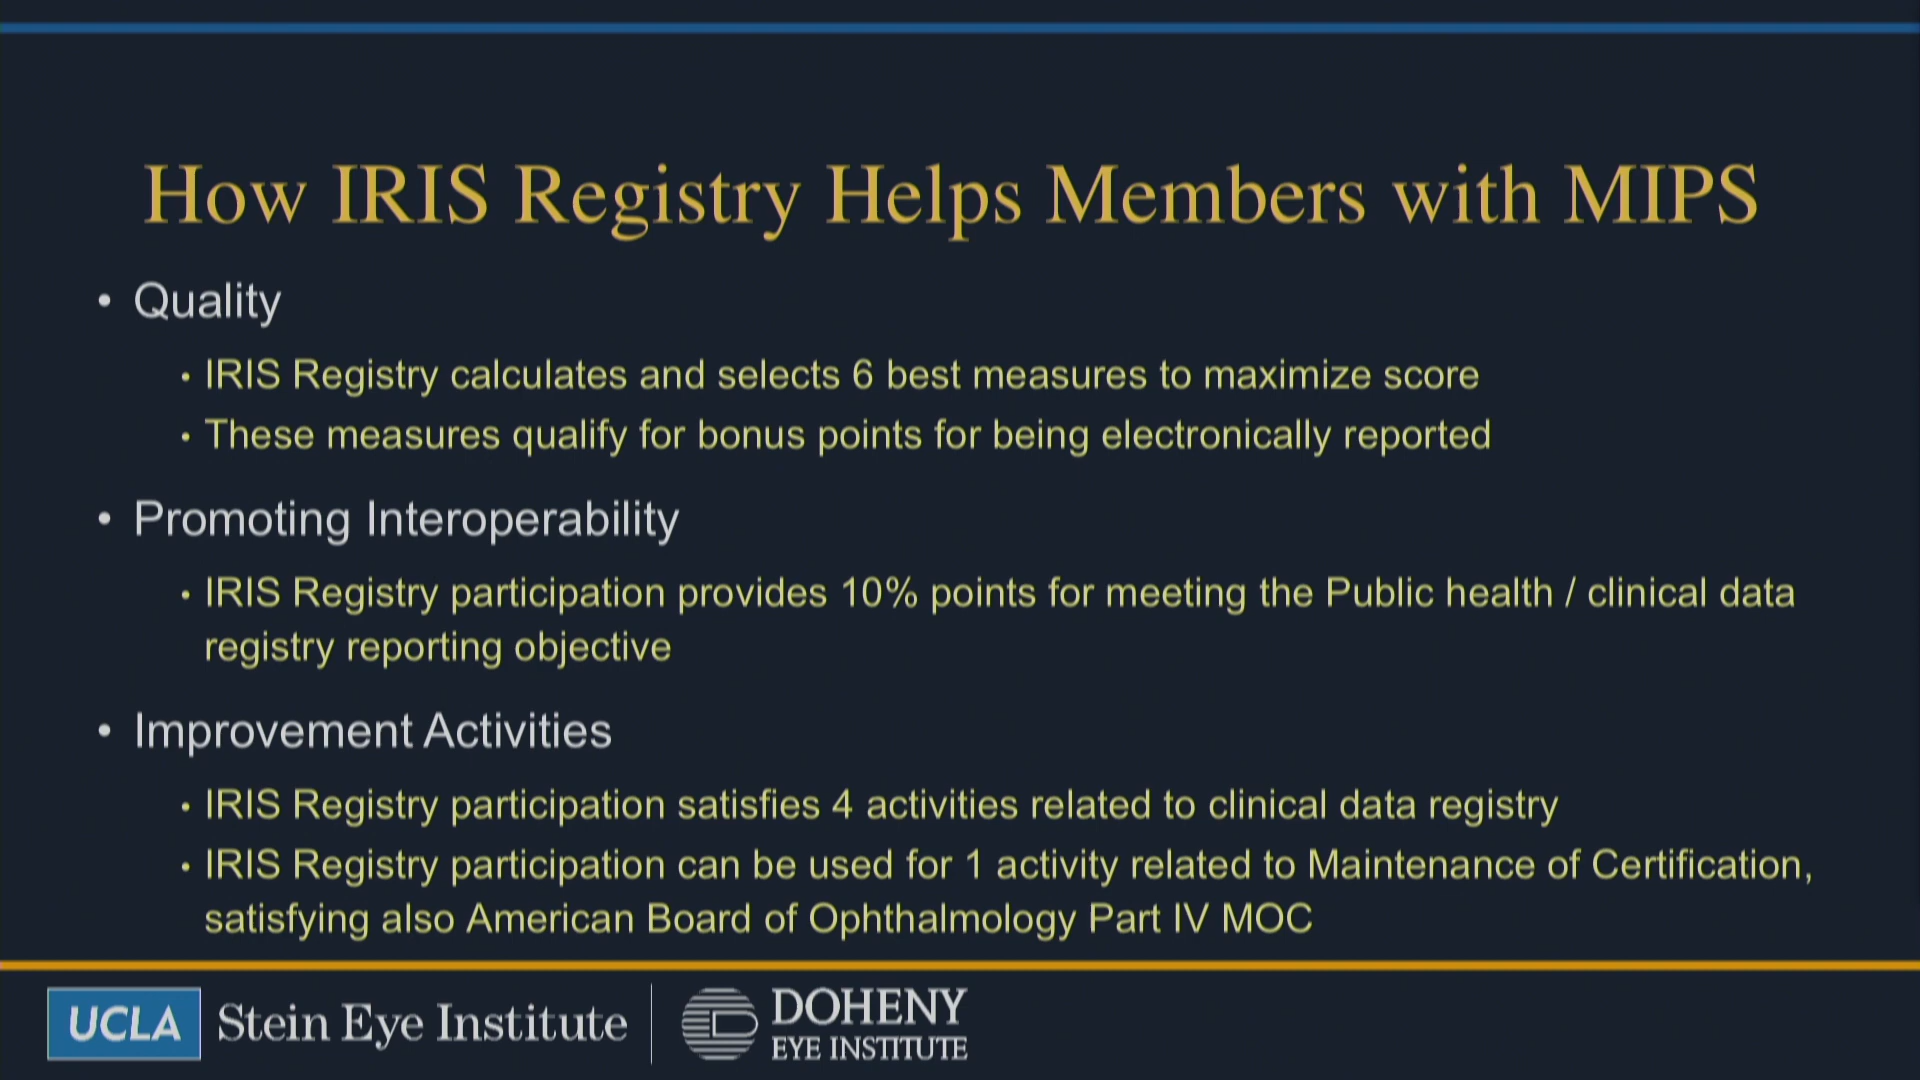 How IRIS Registry Helps Members with MIPS
• Quality
• IRIS Registry calculates and selects 6 best measures to maximize score
• These measures qualify for bonus points for being electronically reported
• Promoting Interoperability
• IRIS Registry participation provides 10% points for meeting the Public health / clinical data
registry reporting objective
• Improvement Activities
• IRIS Registry participation satisfies 4 activities related to clinical data registry
• IRIS Registry participation can be used for 1 activity related to Maintenance of Certification,
satisfying also American Board of Ophthalmology Part IV MOC
UCLA Stein Eye Institute
DOHENY
EYE INSTITUTE